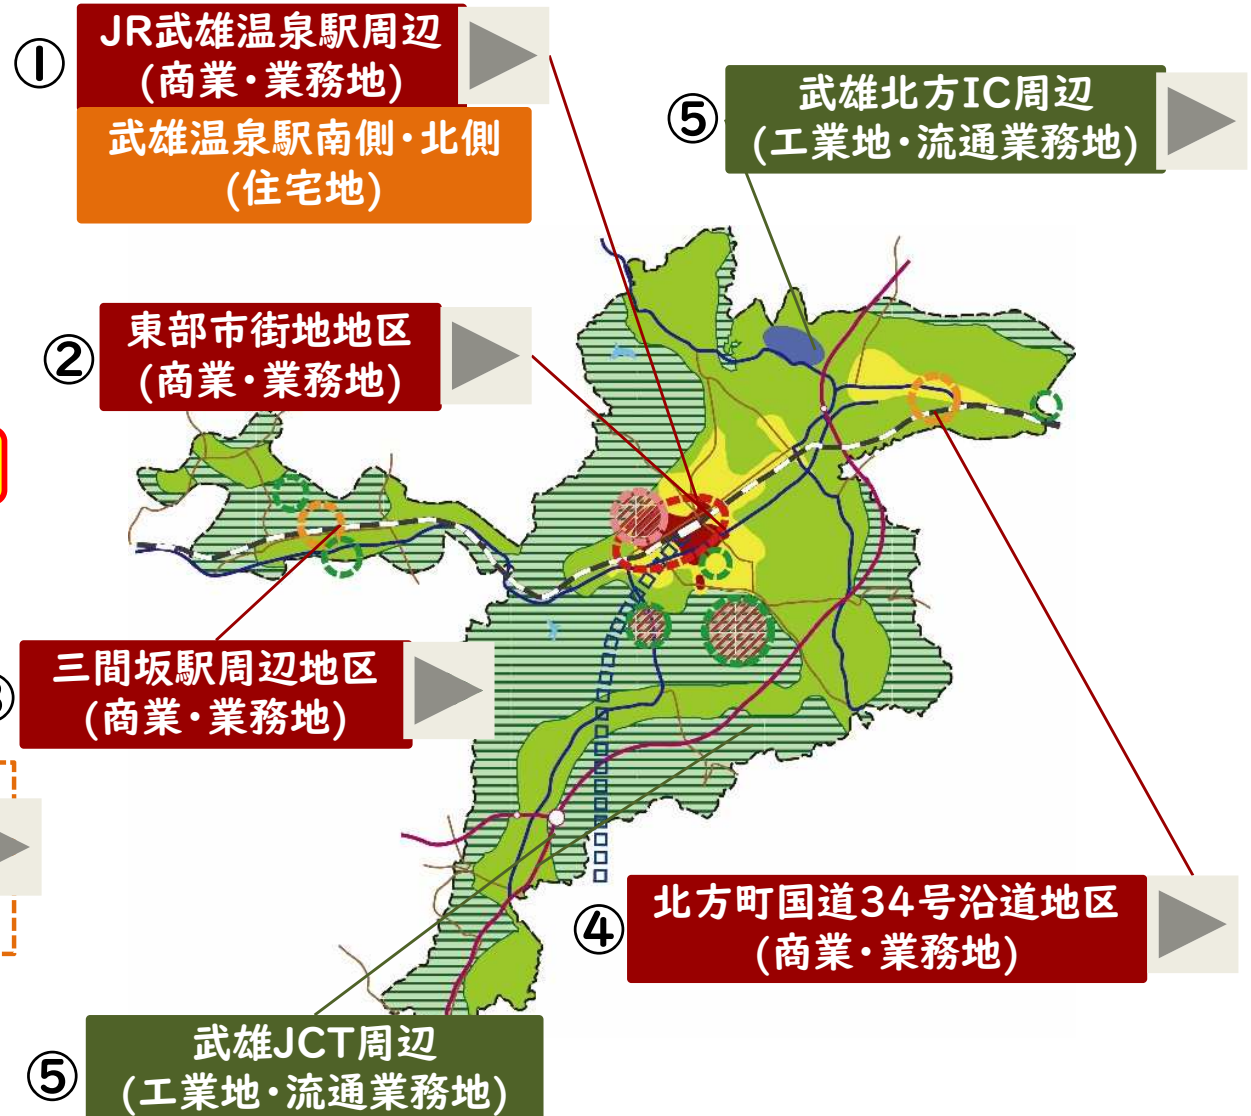 ①
JR武雄温泉駅周辺
(商業・業務地)
武雄温泉駅南側・北側
(住宅地)
⑤
武雄北方IC周辺
(工業地・流通業務地)
②
東部市街地地区
(商業・業務地)
③
三間坂駅周辺地区
(商業・業務地)
④
北方町国道34号沿道地区
(商業・業務地)
⑤
武雄JCT周辺
(工業地・流通業務地)